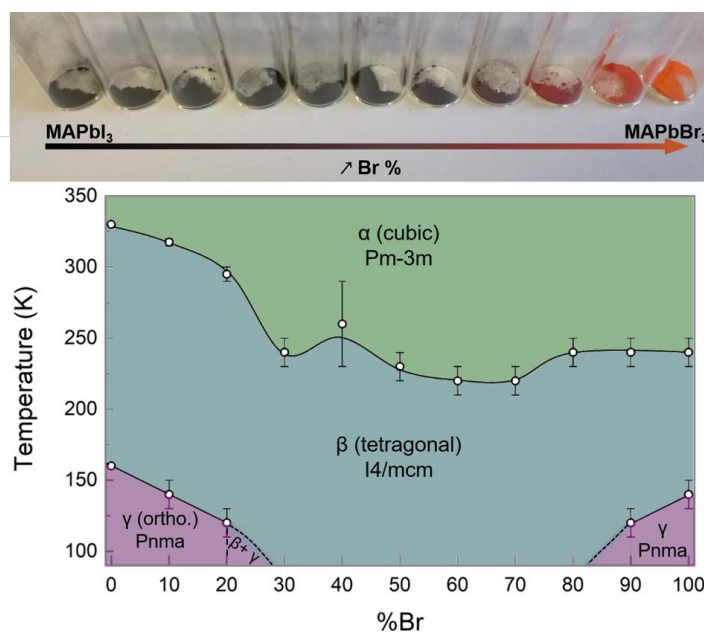 MAPbI₃
MAPbBr₃
↗ Br %
350
300
250
200
150
100
Temperature (K)
α (cubic)
Pm-3m
β (tetragonal)
I4/mcm
γ (ortho.)
Pnma
β+γ
γ
Pnma
0 10 20 30 40 50 60 70 80 90 100
%Br